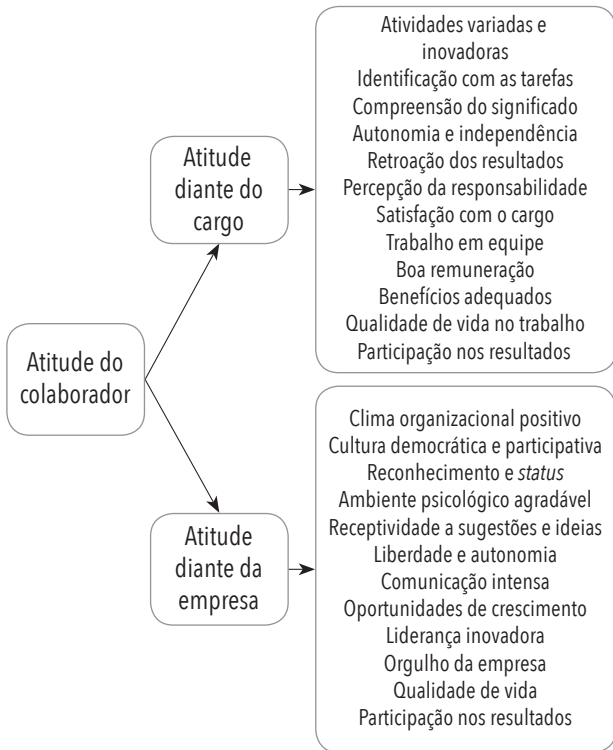 Atitude do
colaborador
Atitude
diante do
cargo
Atividades variadas e
inovadoras
Identificação com as tarefas
Compreensão do significado
Autonomia e independência
Retroação dos resultados
Percepção da responsabilidade
Satisfação com o cargo
Trabalho em equipe
Boa remuneração
Benefícios adequados
Qualidade de vida no trabalho
Participação nos resultados
Atitude
diante da
empresa
Clima organizacional positivo
Cultura democrática e participativa
Reconhecimento e status
Ambiente psicológico agradável
Receptividade a sugestões e ideias
Liberdade e autonomia
Comunicação intensa
Oportunidades de crescimento
Liderança inovadora
Orgulho da empresa
Qualidade de vida
Participação nos resultados